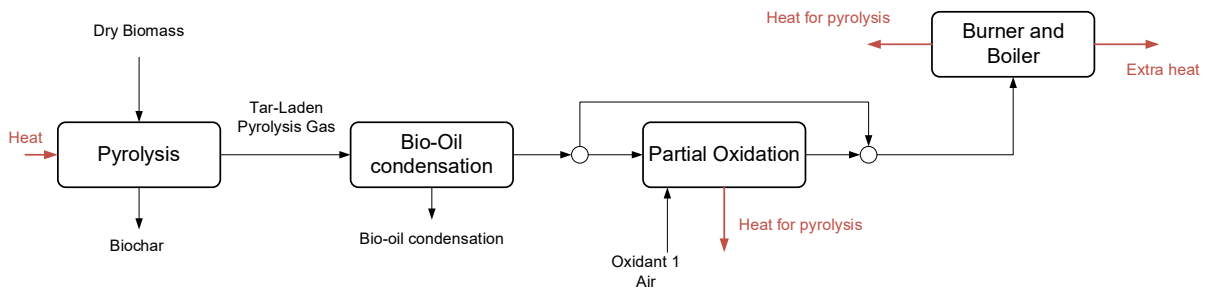 Dry Biomass
Heat
Pyrolysis
Biochar
Tar-Laden
Pyrolysis Gas
Bio-Oil
condensation
Bio-oil condensation
Partial Oxidation
Oxidant 1
Air
Heat for pyrolysis
Heat for pyrolysis
Burner and
Boiler
Extra heat